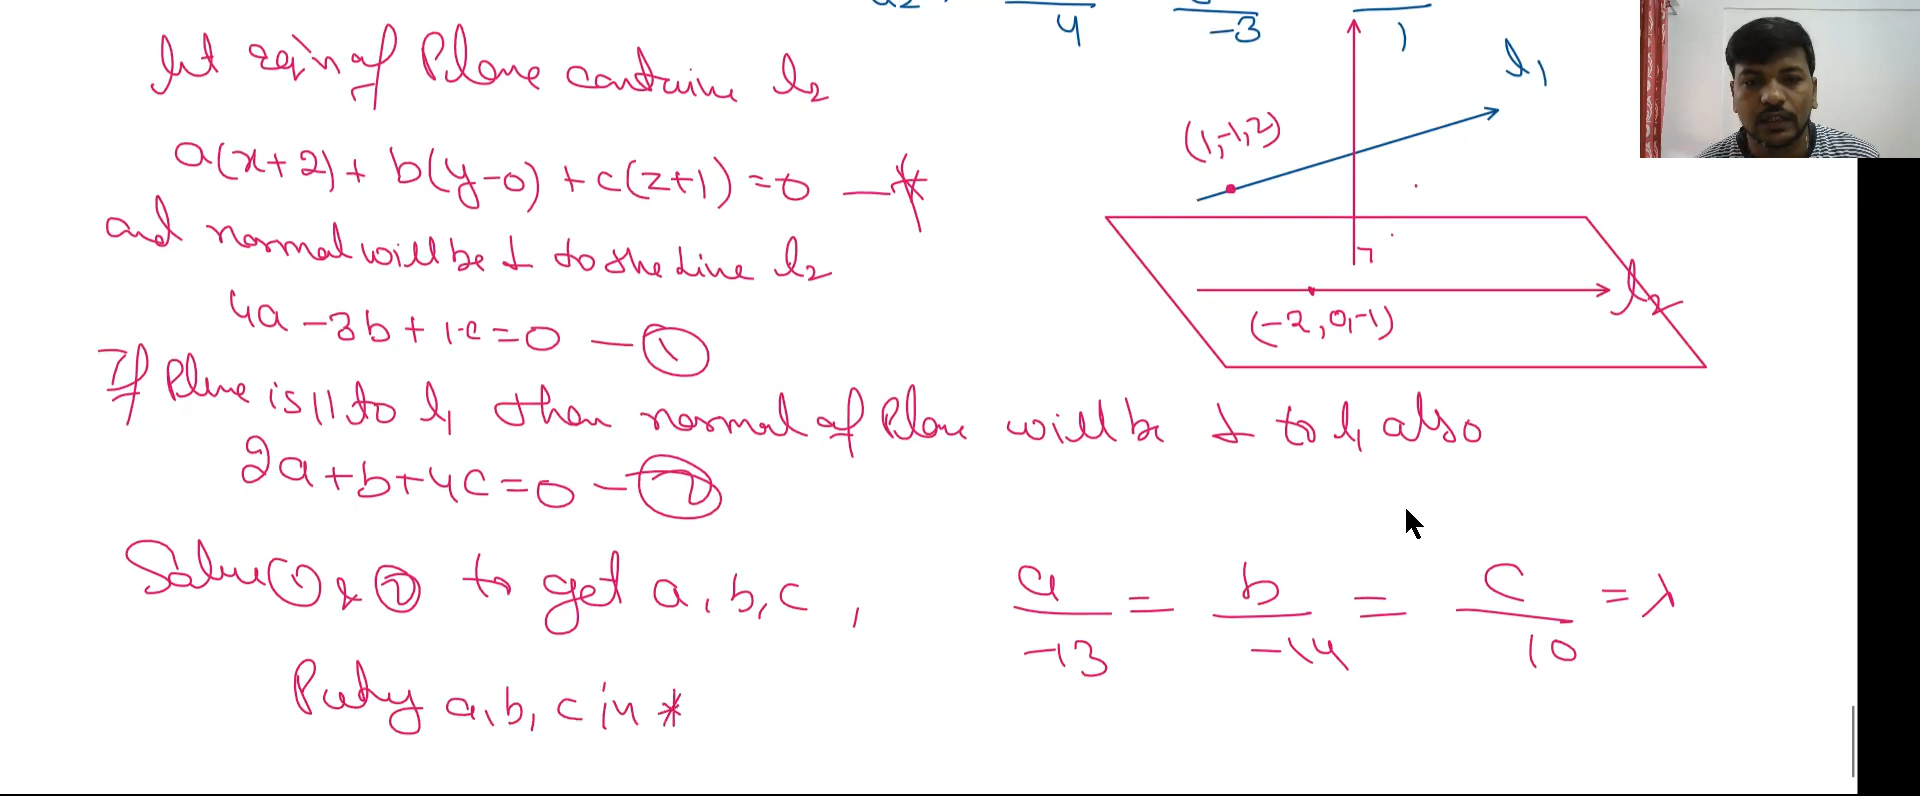 4 -3 1
let eqn of Plane contains l₂
l₁
(1,-1,2)
a(x+2) + b(y-0) + c(z+1) = 0 —*
and normal will be ⊥ to the line l₂
l₂
(-2,0,-1)
4a - 3b + 1·c = 0 — ①
If Plane is || to l₁ then normal of Plane will be ⊥ to l₁ also
2a + b + 4c = 0 — ②
Solve ① & ② to get a, b, c, a/-13 = b/-14 = c/10 = λ
Puting a, b, c in *